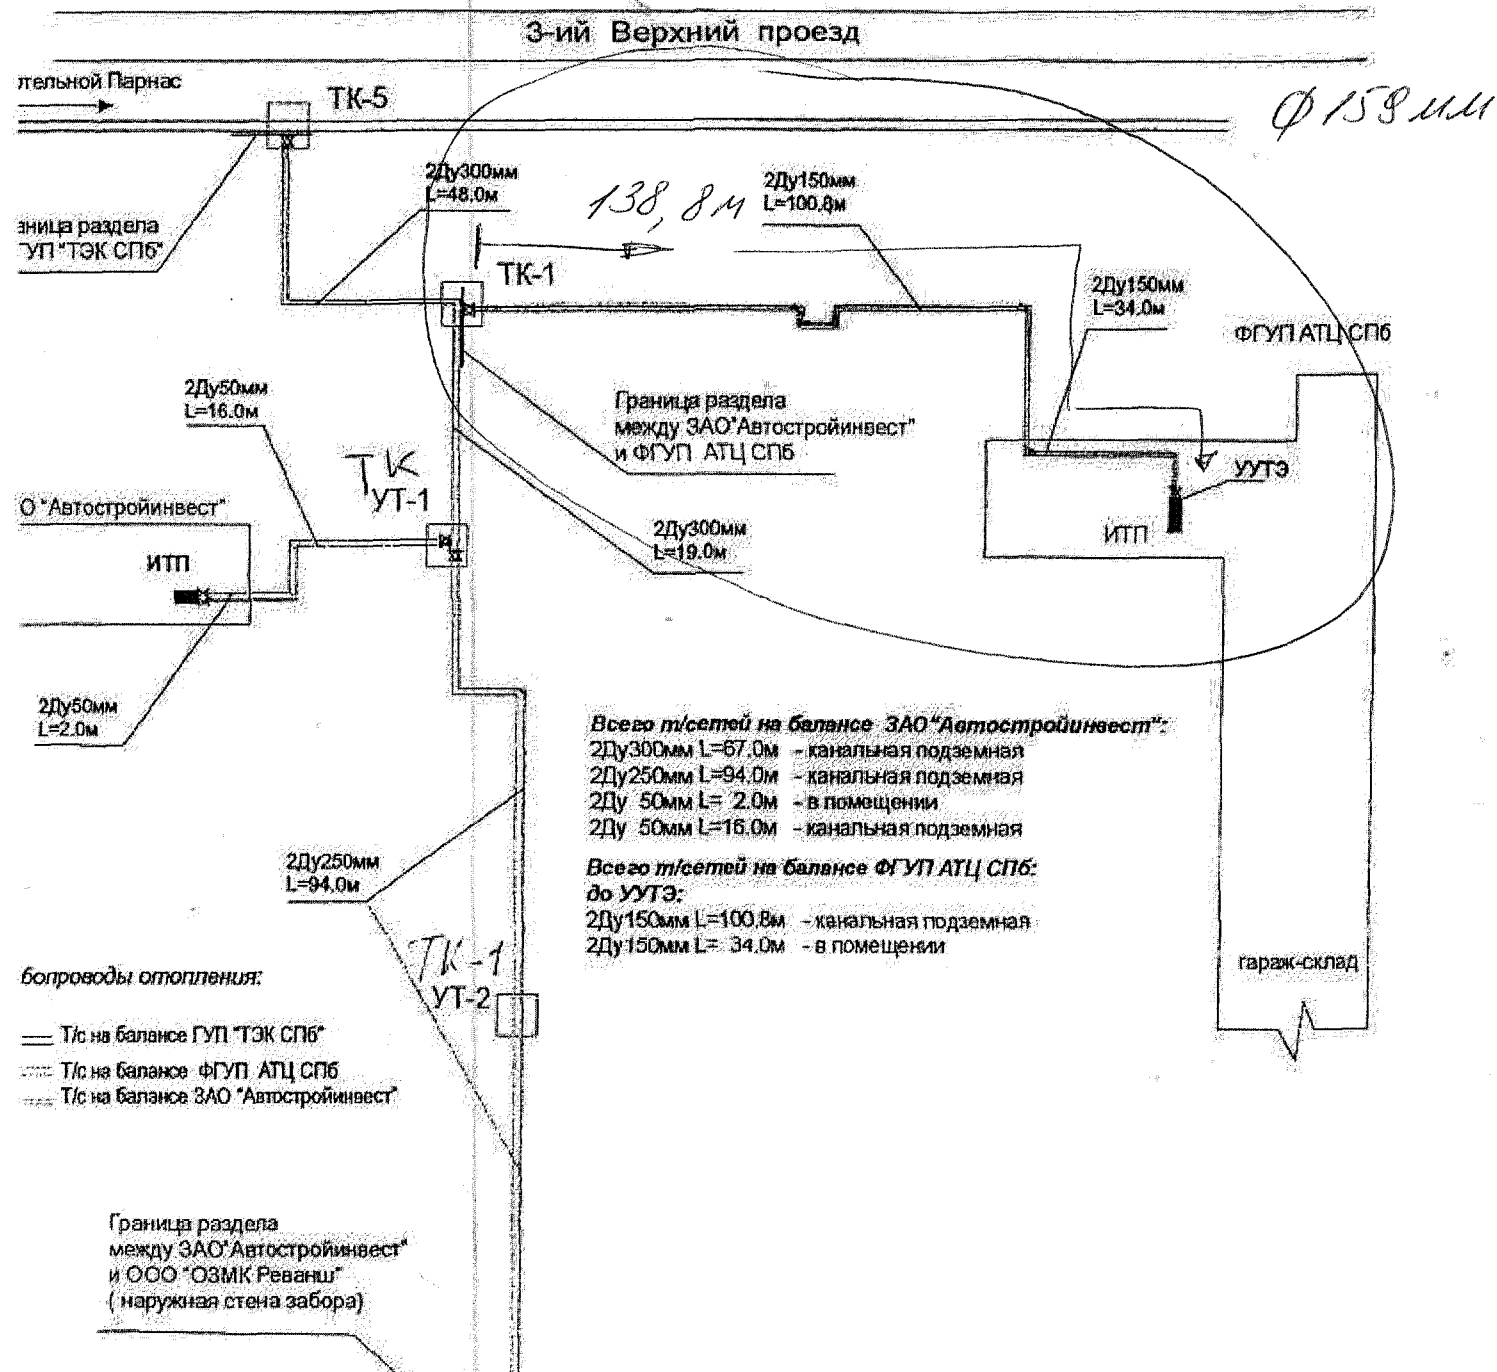 3-ий Верхний проезд
тельной Парнас
ТК-5
Ф 159 мм
2Ду300мм
L=48.0м
138,8м
2Ду150мм
L=100.8м
аница раздела
ГУП "ТЭК СПб"
ТК-1
2Ду150мм
L=34.0м
ФГУП АТЦ СПб
2Ду50мм
L=16.0м
Граница раздела
между ЗАО"Автостройинвест"
и ФГУП АТЦ СПб
ТК
УТ-1
УУТЭ
О "Автостройинвест"
2Ду300мм
L=19.0м
ИТП
ИТП
2Ду50мм
L=2.0м
Всего т/сетей на балансе ЗАО"Автостройинвест":
2Ду300мм L=67.0м - канальная подземная
2Ду250мм L=94.0м - канальная подземная
2Ду 50мм L= 2.0м - в помещении
2Ду 50мм L=16.0м - канальная подземная
2Ду250мм
L=94.0м
Всего т/сетей на балансе ФГУП АТЦ СПб:
до УУТЭ:
2Ду150мм L=100.8м - канальная подземная
2Ду150мм L= 34.0м - в помещении
ТК-1
УТ-2
гараж-склад
бопроводы отопления:
Т/с на балансе ГУП "ТЭК СПб"
Т/с на балансе ФГУП АТЦ СПб
Т/с на балансе ЗАО "Автостройинвест"
Граница раздела
между ЗАО"Автостройинвест"
и ООО "ОЗМК Реванш"
( наружная стена забора)